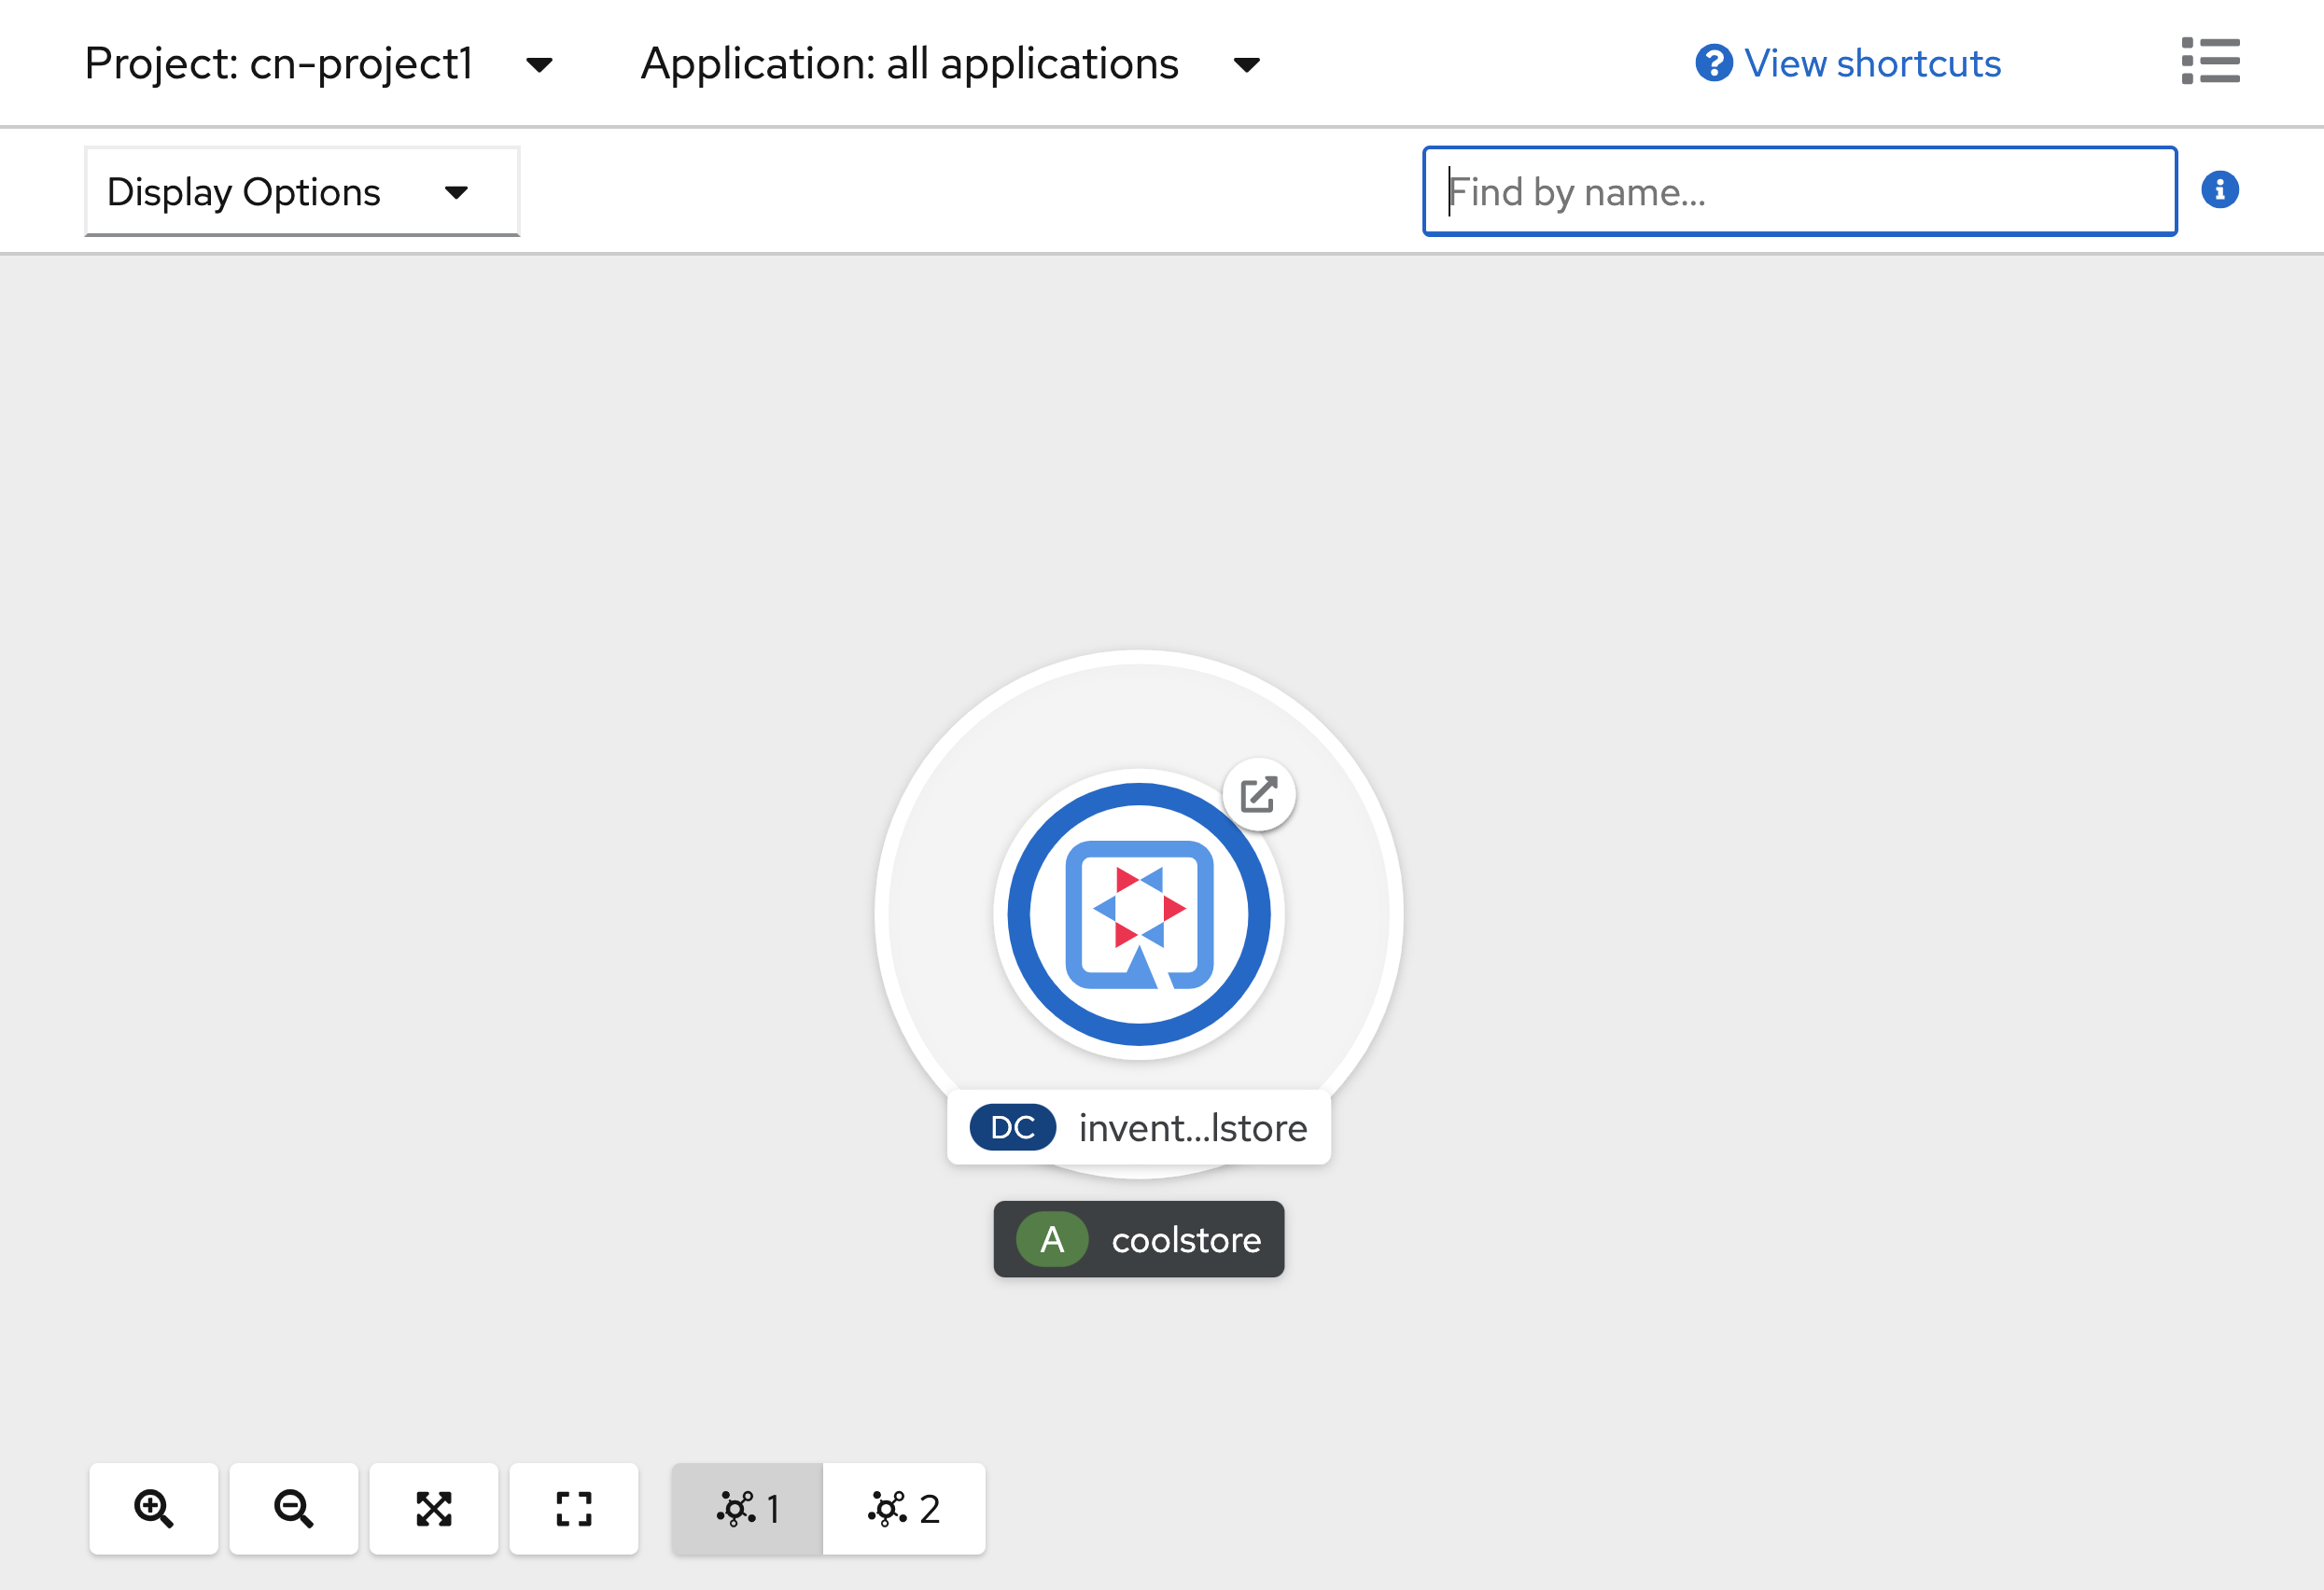 Project: cn-project1
Application: all applications
View shortcuts
Display Options
Find by name...
DC invent...lstore
A coolstore
1
2